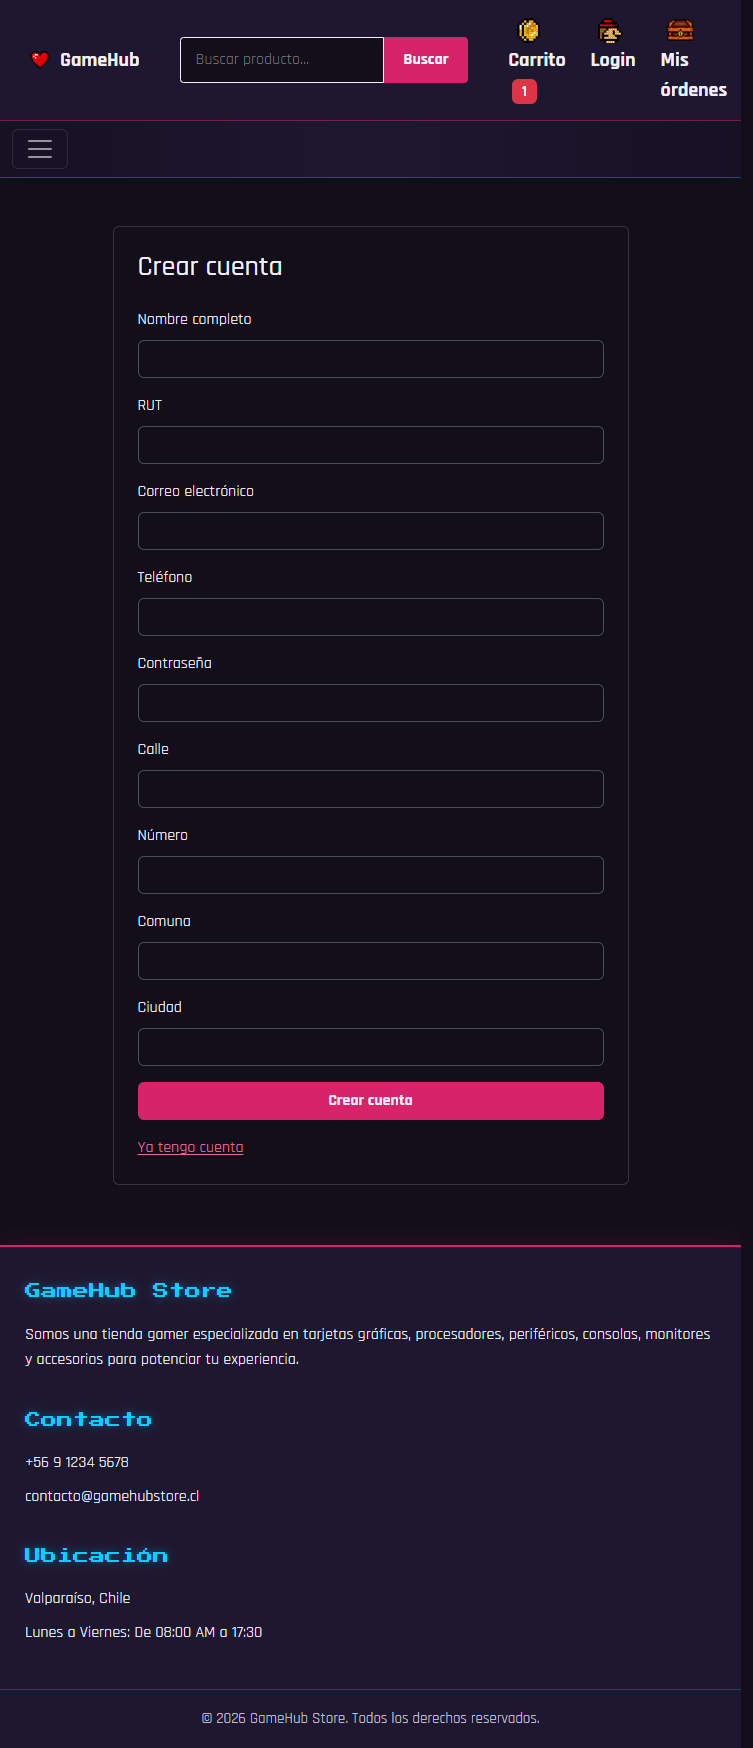 GameHub
Buscar producto...
Buscar
Carrito
1
Login
Mis
órdenes
Crear cuenta
Nombre completo
RUT
Correo electrónico
Teléfono
Contraseña
Calle
Número
Comuna
Ciudad
Crear cuenta
Ya tengo cuenta
GameHub Store
Somos una tienda gamer especializada en tarjetas gráficas, procesadores, periféricos, consolas, monitores
y accesorios para potenciar tu experiencia.
Contacto
+56 9 1234 5678
contacto@gamehubstore.cl
Ubicación
Valparaíso, Chile
Lunes a Viernes: De 08:00 AM a 17:30
© 2026 GameHub Store. Todos los derechos reservados.